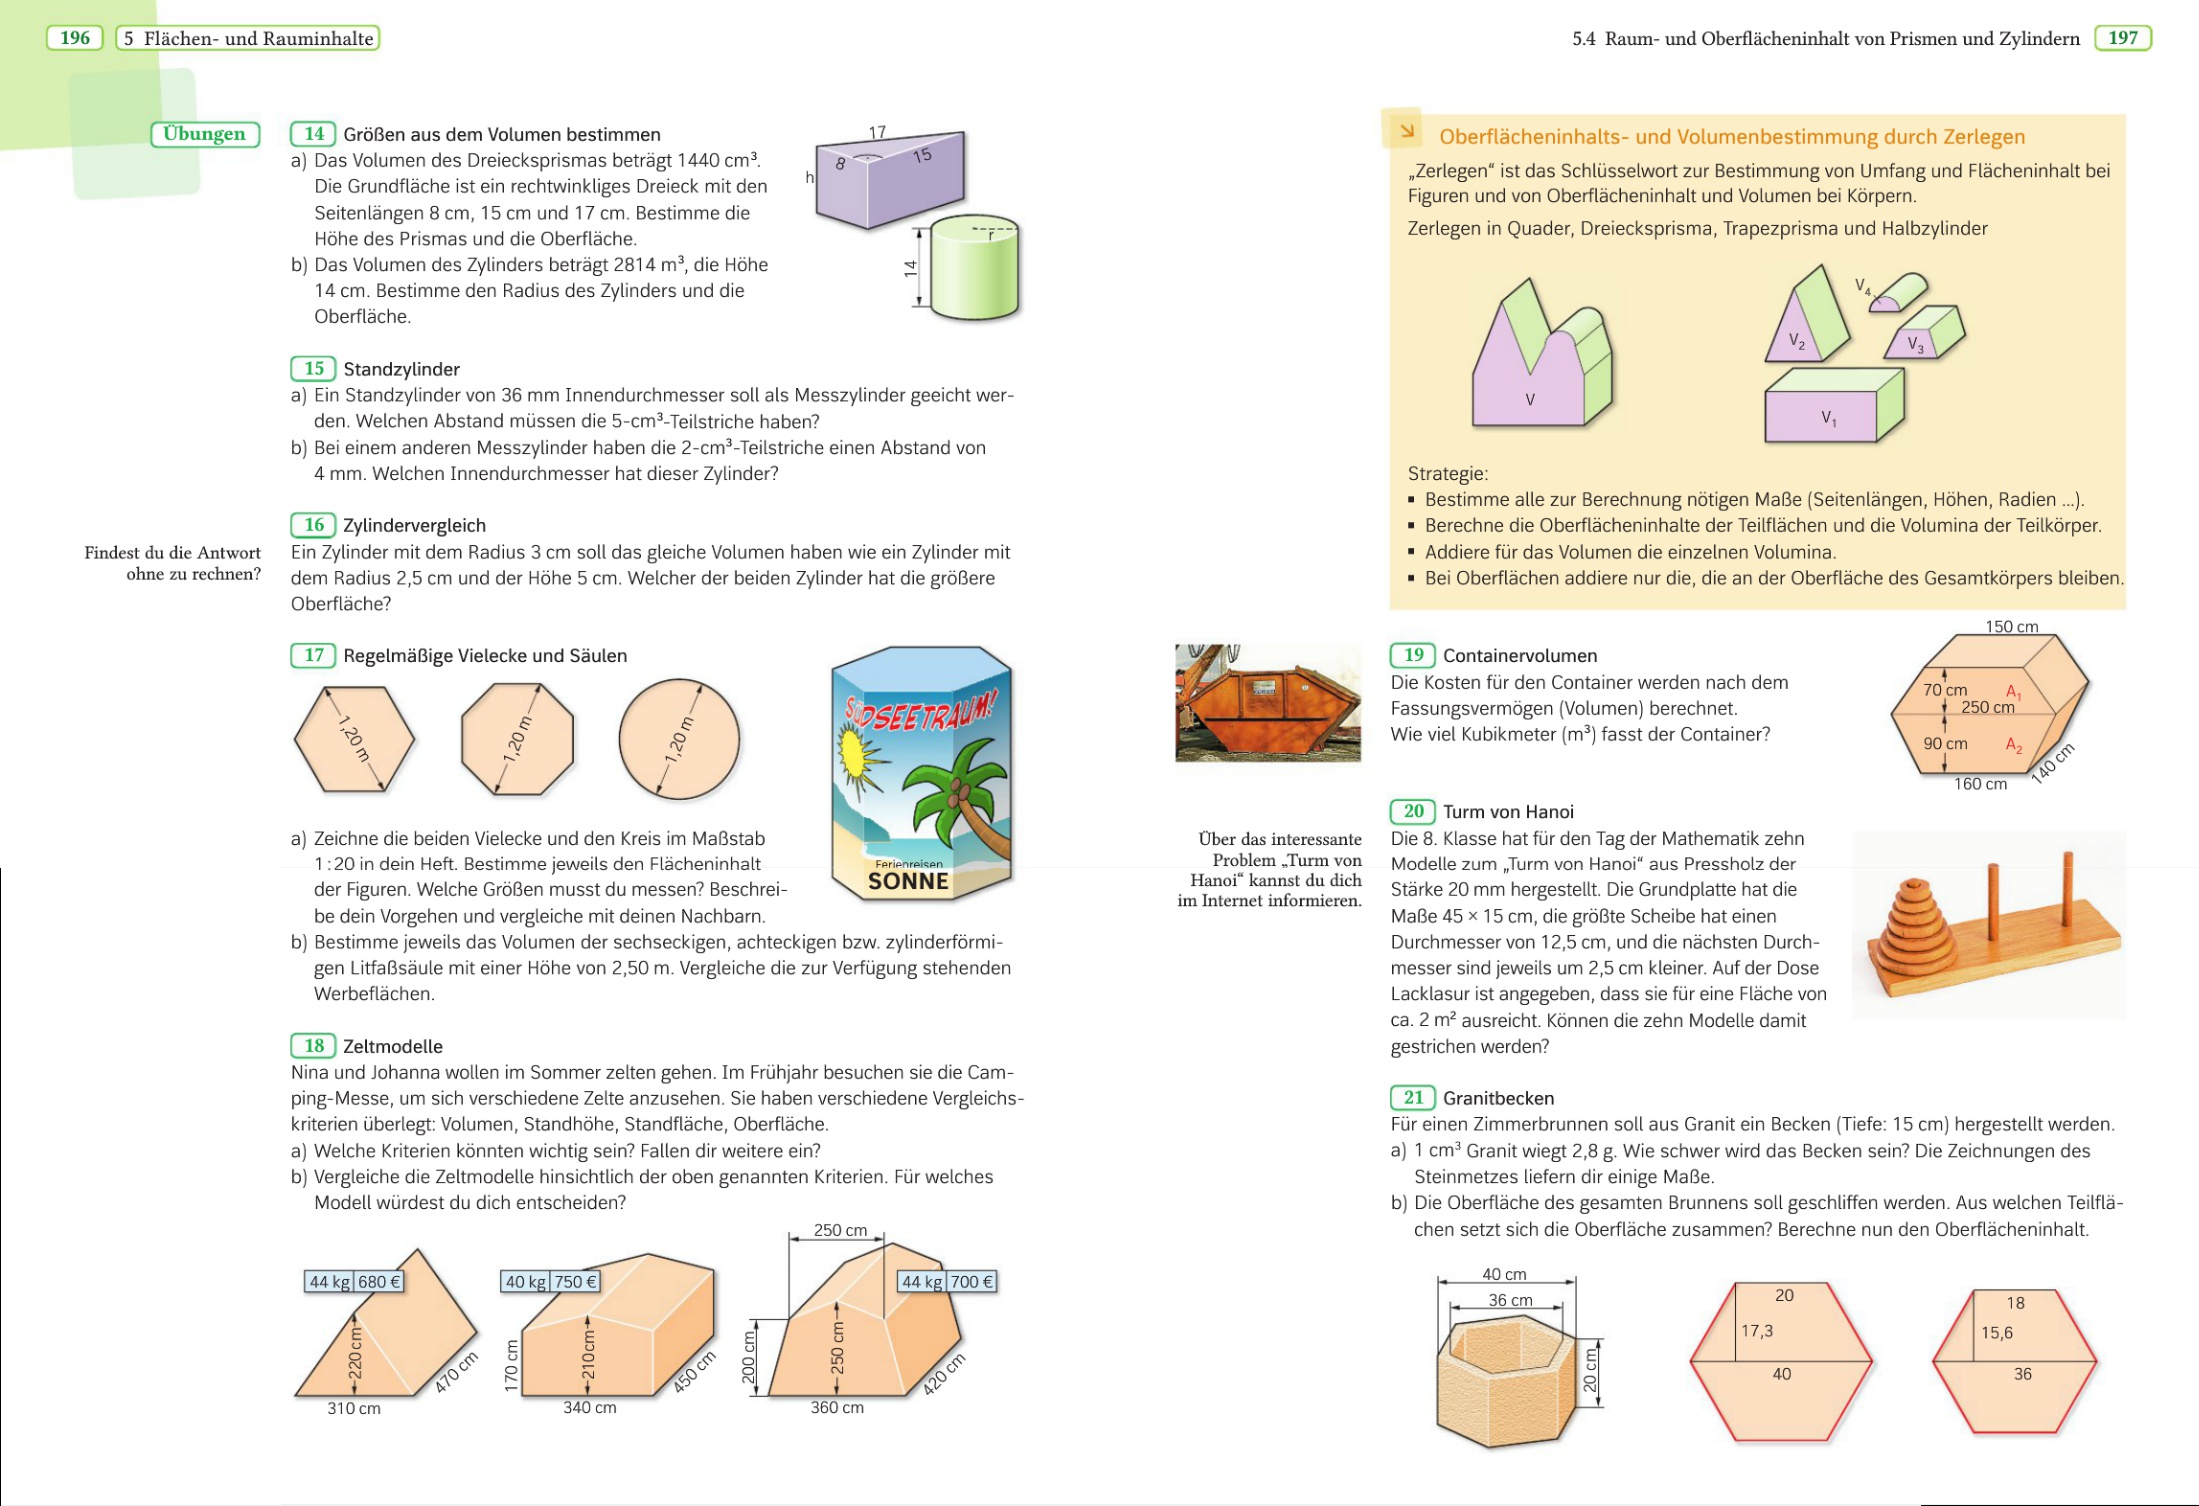 196 5 Flächen- und Rauminhalte
Übungen
14 Größen aus dem Volumen bestimmen
a) Das Volumen des Dreiecksprismas beträgt 1440 cm³.
Die Grundfläche ist ein rechtwinkliges Dreieck mit den
Seitenlängen 8 cm, 15 cm und 17 cm. Bestimme die
Höhe des Prismas und die Oberfläche.
b) Das Volumen des Zylinders beträgt 2814 m³, die Höhe
14 cm. Bestimme den Radius des Zylinders und die
Oberfläche.
17
8
15
h
r
14
15 Standzylinder
a) Ein Standzylinder von 36 mm Innendurchmesser soll als Messzylinder geeicht wer-
den. Welchen Abstand müssen die 5-cm³-Teilstriche haben?
b) Bei einem anderen Messzylinder haben die 2-cm³-Teilstriche einen Abstand von
4 mm. Welchen Innendurchmesser hat dieser Zylinder?
16 Zylindervergleich
Findest du die Antwort
ohne zu rechnen?
Ein Zylinder mit dem Radius 3 cm soll das gleiche Volumen haben wie ein Zylinder mit
dem Radius 2,5 cm und der Höhe 5 cm. Welcher der beiden Zylinder hat die größere
Oberfläche?
17 Regelmäßige Vielecke und Säulen
1,20 m
1,20 m
1,20 m
SÜDSEETRAUM!
Ferienreisen
SONNE
a) Zeichne die beiden Vielecke und den Kreis im Maßstab
1:20 in dein Heft. Bestimme jeweils den Flächeninhalt
der Figuren. Welche Größen musst du messen? Beschrei-
be dein Vorgehen und vergleiche mit deinen Nachbarn.
b) Bestimme jeweils das Volumen der sechseckigen, achteckigen bzw. zylinderförmi-
gen Litfaßsäule mit einer Höhe von 2,50 m. Vergleiche die zur Verfügung stehenden
Werbeflächen.
18 Zeltmodelle
Nina und Johanna wollen im Sommer zelten gehen. Im Frühjahr besuchen sie die Cam-
ping-Messe, um sich verschiedene Zelte anzusehen. Sie haben verschiedene Vergleichs-
kriterien überlegt: Volumen, Standhöhe, Standfläche, Oberfläche.
a) Welche Kriterien könnten wichtig sein? Fallen dir weitere ein?
b) Vergleiche die Zeltmodelle hinsichtlich der oben genannten Kriterien. Für welches
Modell würdest du dich entscheiden?
44 kg 680 €
220 cm
470 cm
310 cm
40 kg 750 €
170 cm
210 cm
450 cm
340 cm
250 cm
44 kg 700 €
200 cm
250 cm
420 cm
360 cm
5.4 Raum- und Oberflächeninhalt von Prismen und Zylindern 197
Oberflächeninhalts- und Volumenbestimmung durch Zerlegen
„Zerlegen“ ist das Schlüsselwort zur Bestimmung von Umfang und Flächeninhalt bei
Figuren und von Oberflächeninhalt und Volumen bei Körpern.
Zerlegen in Quader, Dreiecksprisma, Trapezprisma und Halbzylinder
V
V₂
V₄
V₃
V₁
Strategie:
▪ Bestimme alle zur Berechnung nötigen Maße (Seitenlängen, Höhen, Radien ...).
▪ Berechne die Oberflächeninhalte der Teilflächen und die Volumina der Teilkörper.
▪ Addiere für das Volumen die einzelnen Volumina.
▪ Bei Oberflächen addiere nur die, die an der Oberfläche des Gesamtkörpers bleiben.
19 Containervolumen
Die Kosten für den Container werden nach dem
Fassungsvermögen (Volumen) berechnet.
Wie viel Kubikmeter (m³) fasst der Container?
150 cm
70 cm
A₁
250 cm
90 cm
A₂
140 cm
160 cm
20 Turm von Hanoi
Über das interessante
Problem „Turm von
Hanoi“ kannst du dich
im Internet informieren.
Die 8. Klasse hat für den Tag der Mathematik zehn
Modelle zum „Turm von Hanoi“ aus Pressholz der
Stärke 20 mm hergestellt. Die Grundplatte hat die
Maße 45 × 15 cm, die größte Scheibe hat einen
Durchmesser von 12,5 cm, und die nächsten Durch-
messer sind jeweils um 2,5 cm kleiner. Auf der Dose
Lacklasur ist angegeben, dass sie für eine Fläche von
ca. 2 m² ausreicht. Können die zehn Modelle damit
gestrichen werden?
21 Granitbecken
Für einen Zimmerbrunnen soll aus Granit ein Becken (Tiefe: 15 cm) hergestellt werden.
a) 1 cm³ Granit wiegt 2,8 g. Wie schwer wird das Becken sein? Die Zeichnungen des
Steinmetzes liefern dir einige Maße.
b) Die Oberfläche des gesamten Brunnens soll geschliffen werden. Aus welchen Teilflä-
chen setzt sich die Oberfläche zusammen? Berechne nun den Oberflächeninhalt.
40 cm
36 cm
20 cm
20
17,3
40
18
15,6
36